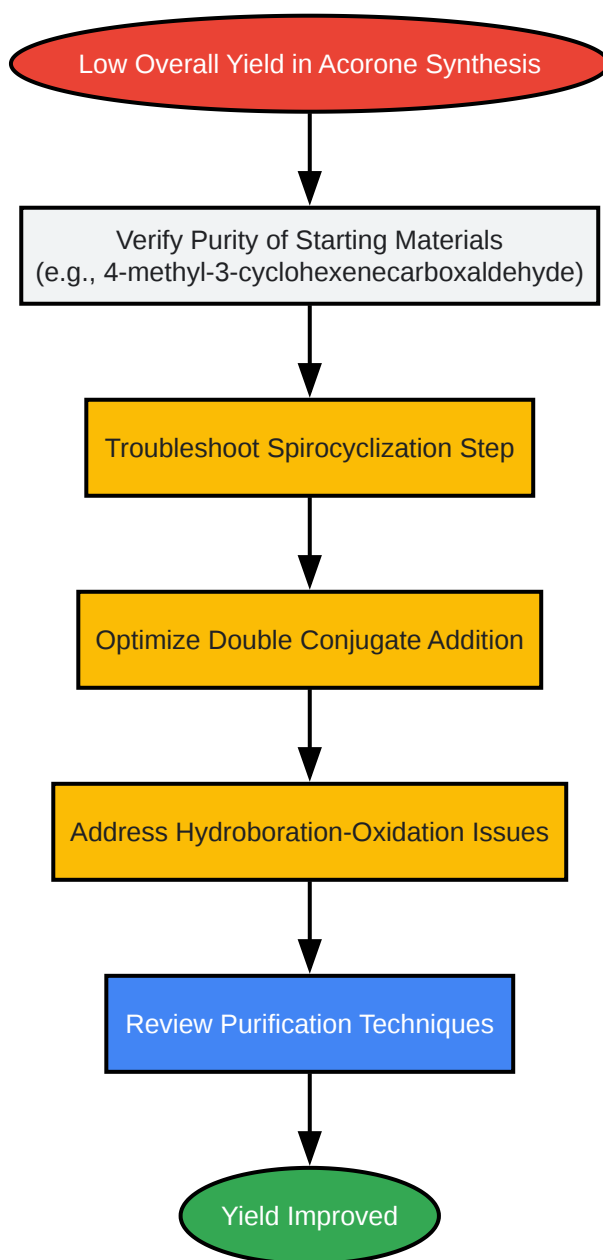 Low Overall Yield in Acorone Synthesis
Verify Purity of Starting Materials
(e.g., 4-methyl-3-cyclohexenecarboxaldehyde)
Troubleshoot Spirocyclization Step
Optimize Double Conjugate Addition
Address Hydroboration-Oxidation Issues
Review Purification Techniques
Yield Improved